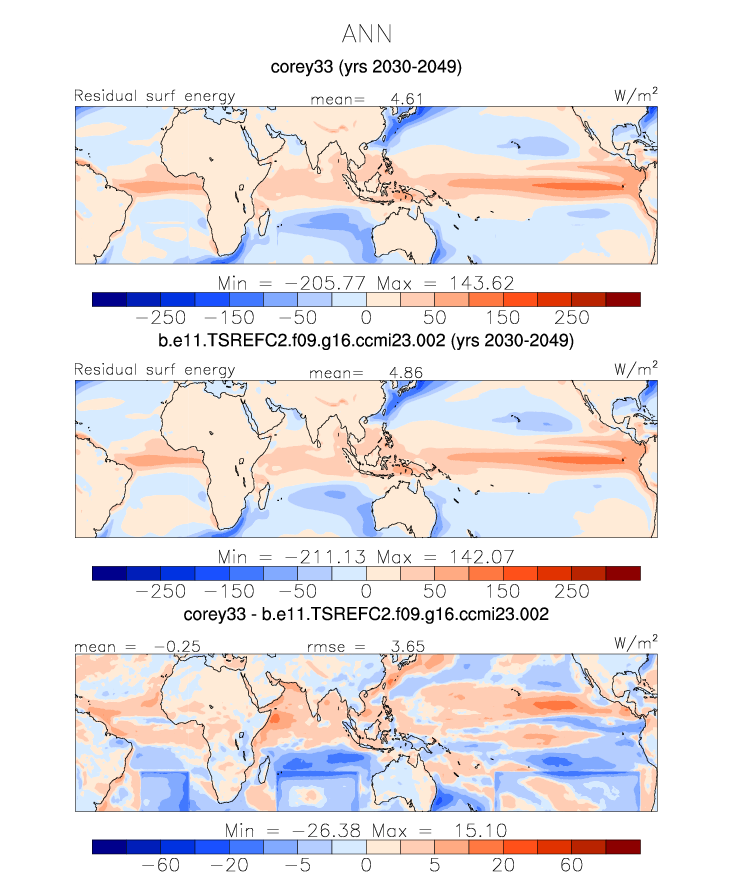 ANN
corey33 (yrs 2030-2049)
Residual surf energy mean= 4.61 W/m²
Min = −205.77 Max = 143.62
−250 −150 −50 0 50 150 250
b.e11.TSREFC2.f09.g16.ccmi23.002 (yrs 2030-2049)
Residual surf energy mean= 4.86 W/m²
Min = −211.13 Max = 142.07
−250 −150 −50 0 50 150 250
corey33 - b.e11.TSREFC2.f09.g16.ccmi23.002
mean = −0.25 rmse = 3.65 W/m²
Min = −26.38 Max = 15.10
−60 −20 −5 0 5 20 60